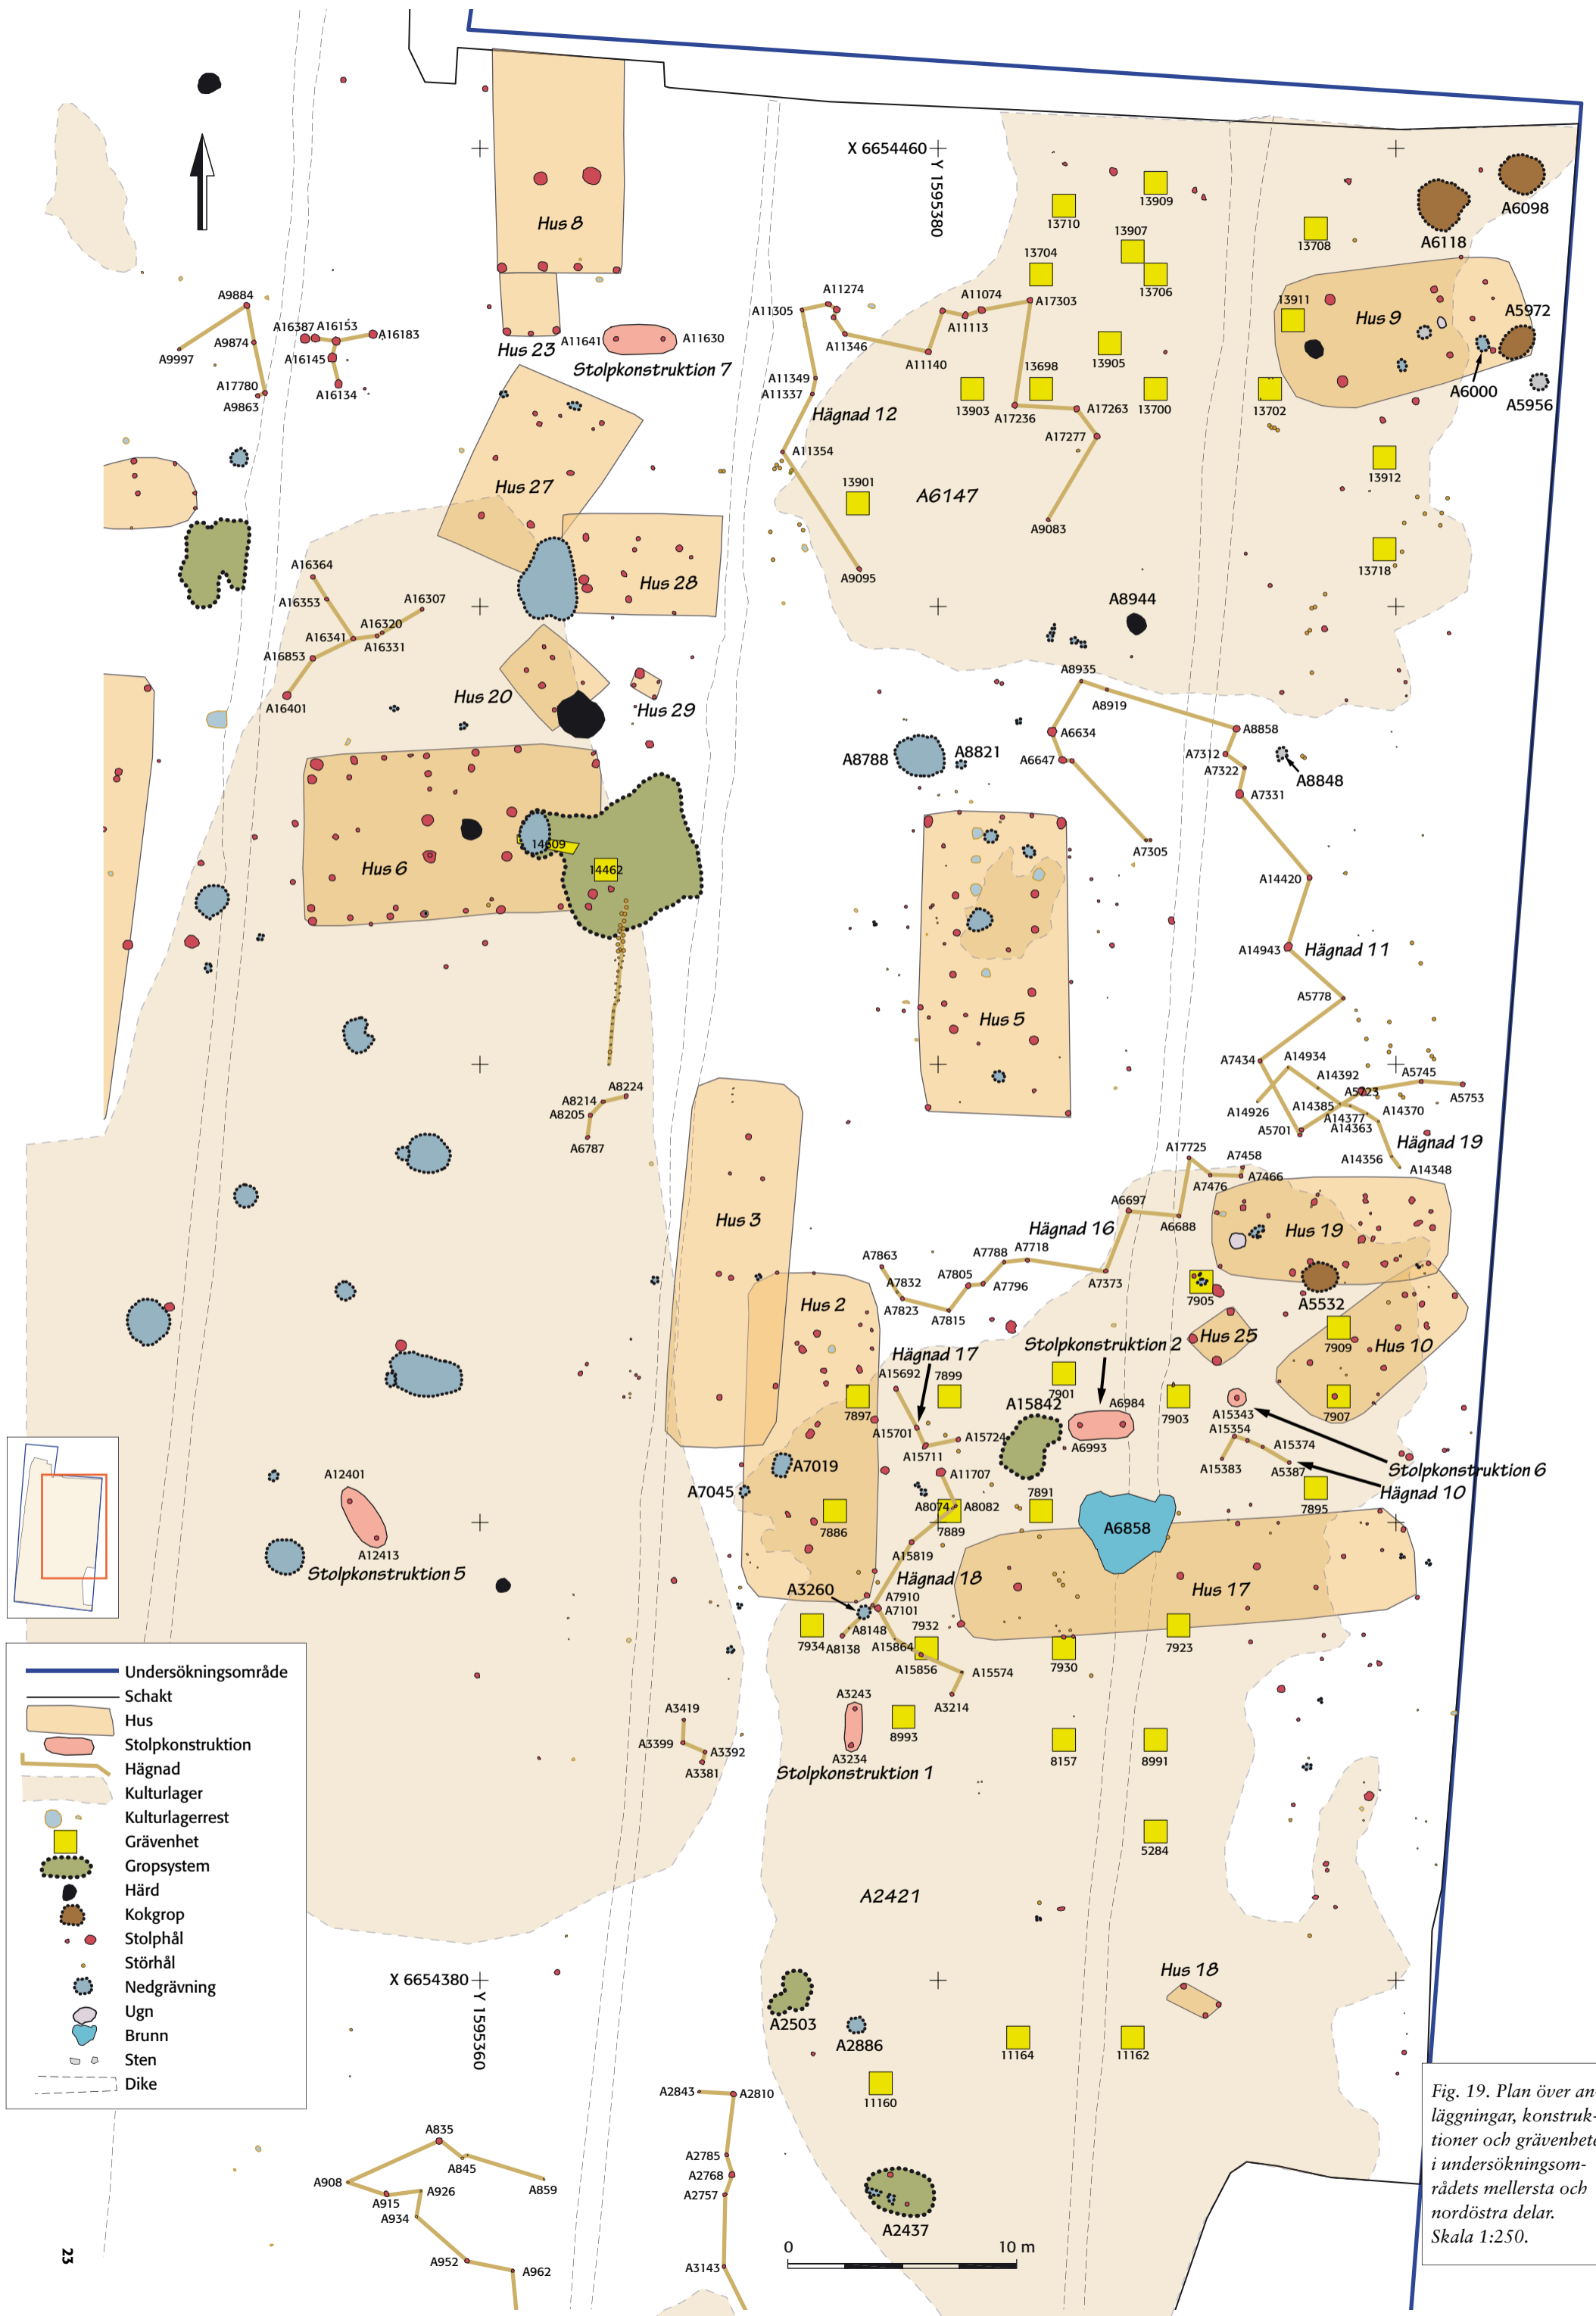 X 6654460
Y 1595380
13909
13710
A6098
13907
A6118
13708
Hus 8
13704
13706
A9884
A11274
A11074
A17303
A11305
13911
Hus 9
A5972
A16387
A16153
A16183
A9874
A11113
A11641
A11630
A11346
Hus 23
A9997
A16145
Stolpkonstruktion 7
A11140
13905
13698
A17780
A16134
A11349
A6000
A5956
A9863
A11337
Hägnad 12
13903
A17236
A17263
13700
13702
A17277
A11354
13912
Hus 27
13901
A6147
A9083
A16364
A9095
13718
Hus 28
A16353
A16307
A8944
A16320
A16341
A16331
A16853
A8935
Hus 20
A8919
A16401
Hus 29
A6634
A8858
A8788
A8821
A6647
A7312
A7322
A8848
A7331
14609
A7305
Hus 6
14462
A14420
A14943
Hägnad 11
A5778
Hus 5
A7434
A14934
A14392
A5745
A8224
A5723
A5753
A8214
A14926
A14385
A14370
A8205
A14377
A14363
A5701
A6787
Hägnad 19
A17725
A7458
A14356
A14348
A7476
A7466
A6697
Hus 3
Hägnad 16
A6688
Hus 19
A7863
A7788
A7718
A7832
A7805
A7796
A7373
Hus 2
A7823
A7815
7905
A5532
Hus 25
Stolpkonstruktion 2
7909
Hus 10
Hägnad 17
A15692
7899
7901
A15842
A6984
7897
7903
A15343
7907
A15701
A15724
A15711
A6993
A15354
A15374
A7019
A11707
A15383
A5387
Stolpkonstruktion 6
A12401
A7045
Hägnad 10
7891
7895
A8074
A8082
7886
7889
A6858
A12413
A15819
Stolpkonstruktion 5
Hägnad 18
A3260
Hus 17
A7910
A7101
A8148
7932
7934
A8138
A15864
7923
A15856
7930
A15574
A3243
A3214
A3419
8993
A3399
A3392
A3234
8157
8991
A3381
Stolpkonstruktion 1
5284
A2421
Undersökningsområde
Schakt
Hus
Stolpkonstruktion
Hägnad
Kulturlager
Kulturlagerrest
Grävenhet
Gropsystem
Härd
Kokgrop
Stolphål
Störhål
Nedgrävning
Ugn
Brunn
Sten
Dike
X 6654380
Y 1595360
Hus 18
A2503
A2886
11164
11162
11160
A2843
A2810
A835
A2785
A845
A2768
A908
A859
A915
A926
A2757
A934
A2437
A952
A962
A3143
0 10 m
Fig. 19. Plan över an-
läggningar, konstruk-
tioner och grävenhete
i undersökningsom-
rådets mellersta och
nordöstra delar.
Skala 1:250.
23